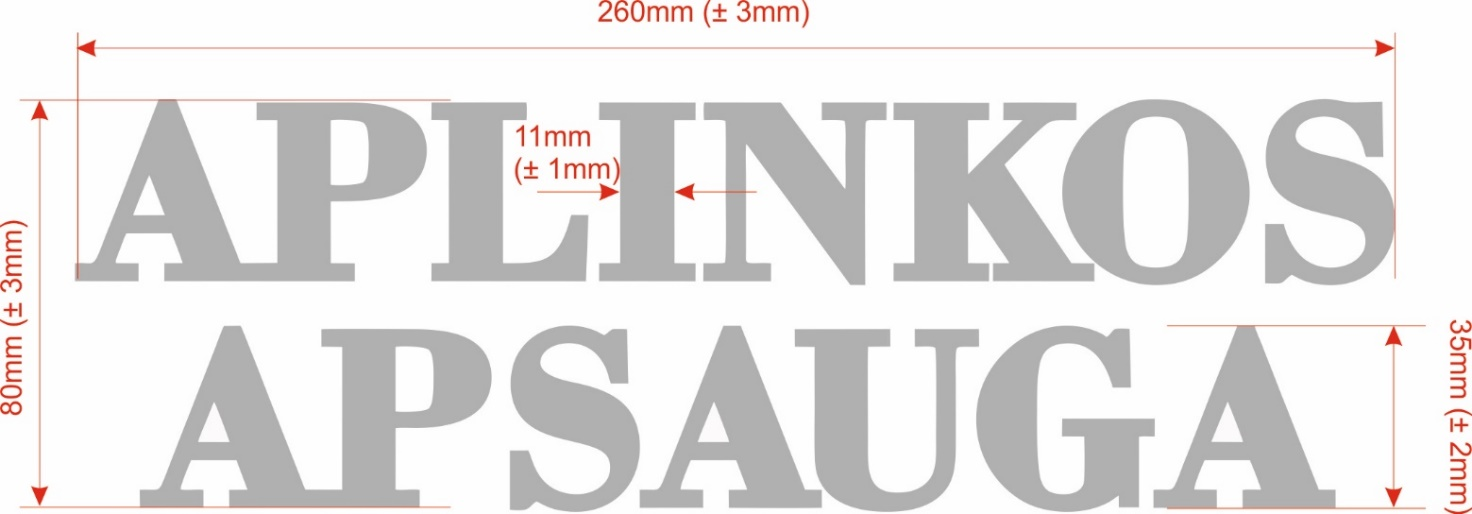 260mm (± 3mm)
APLINKOS
11mm
(± 1mm)
80mm (± 3mm)
APSAUGA
35mm (± 2mm)